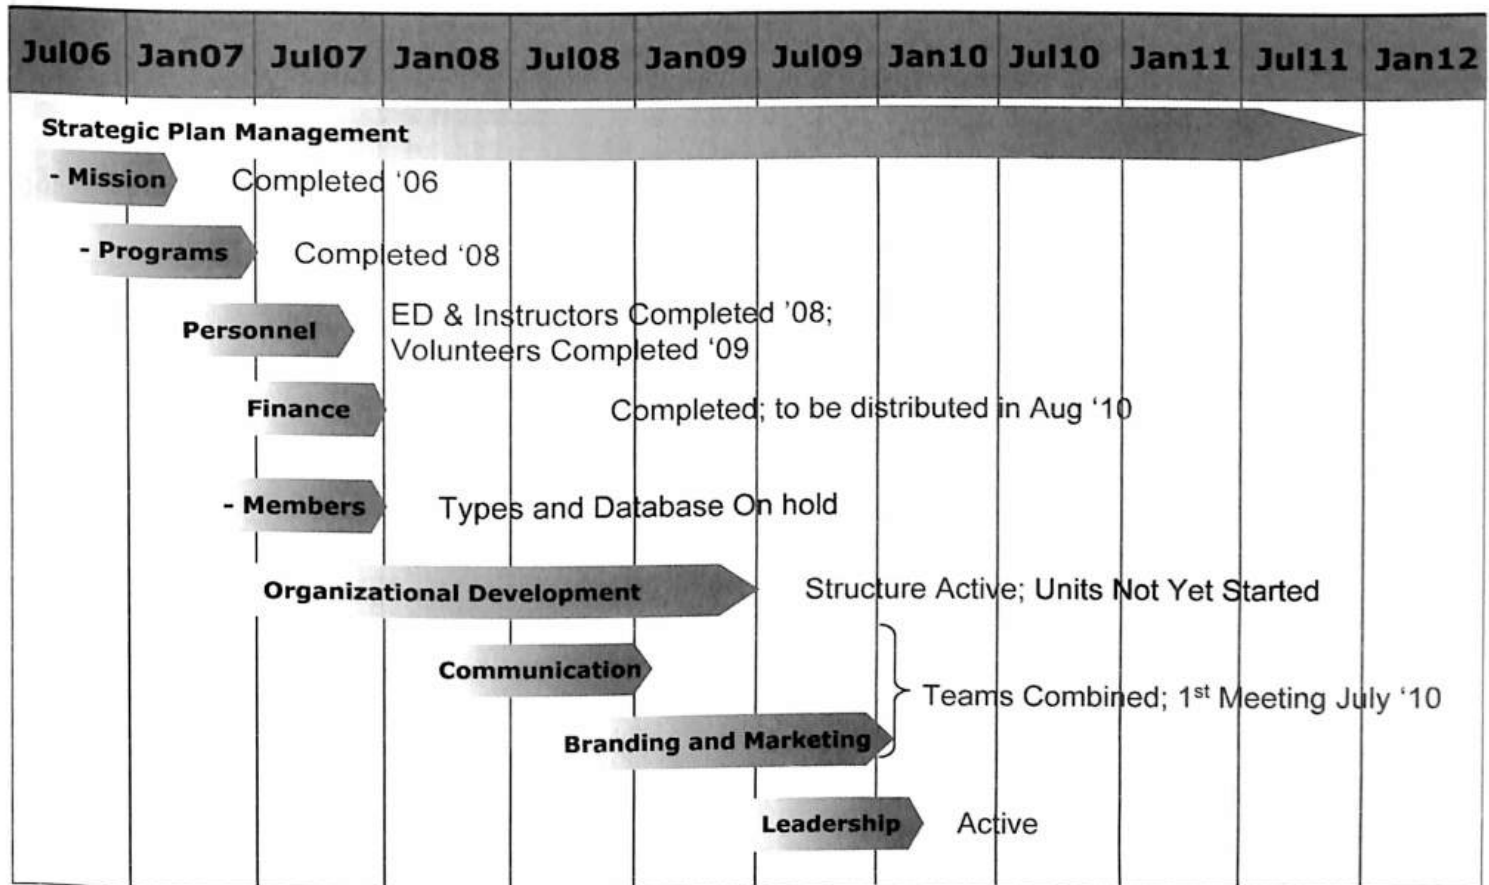 Jul06 Jan07 Jul07 Jan08 Jul08 Jan09 Jul09 Jan10 Jul10 Jan11 Jul11 Jan12
Strategic Plan Management
- Mission Completed ‘06
- Programs Completed ‘08
Personnel ED & Instructors Completed ’08;
Volunteers Completed ‘09
Finance Completed; to be distributed in Aug ‘10
- Members Types and Database On hold
Organizational Development Structure Active; Units Not Yet Started
Communication
Teams Combined; 1st Meeting July ‘10
Branding and Marketing
Leadership Active